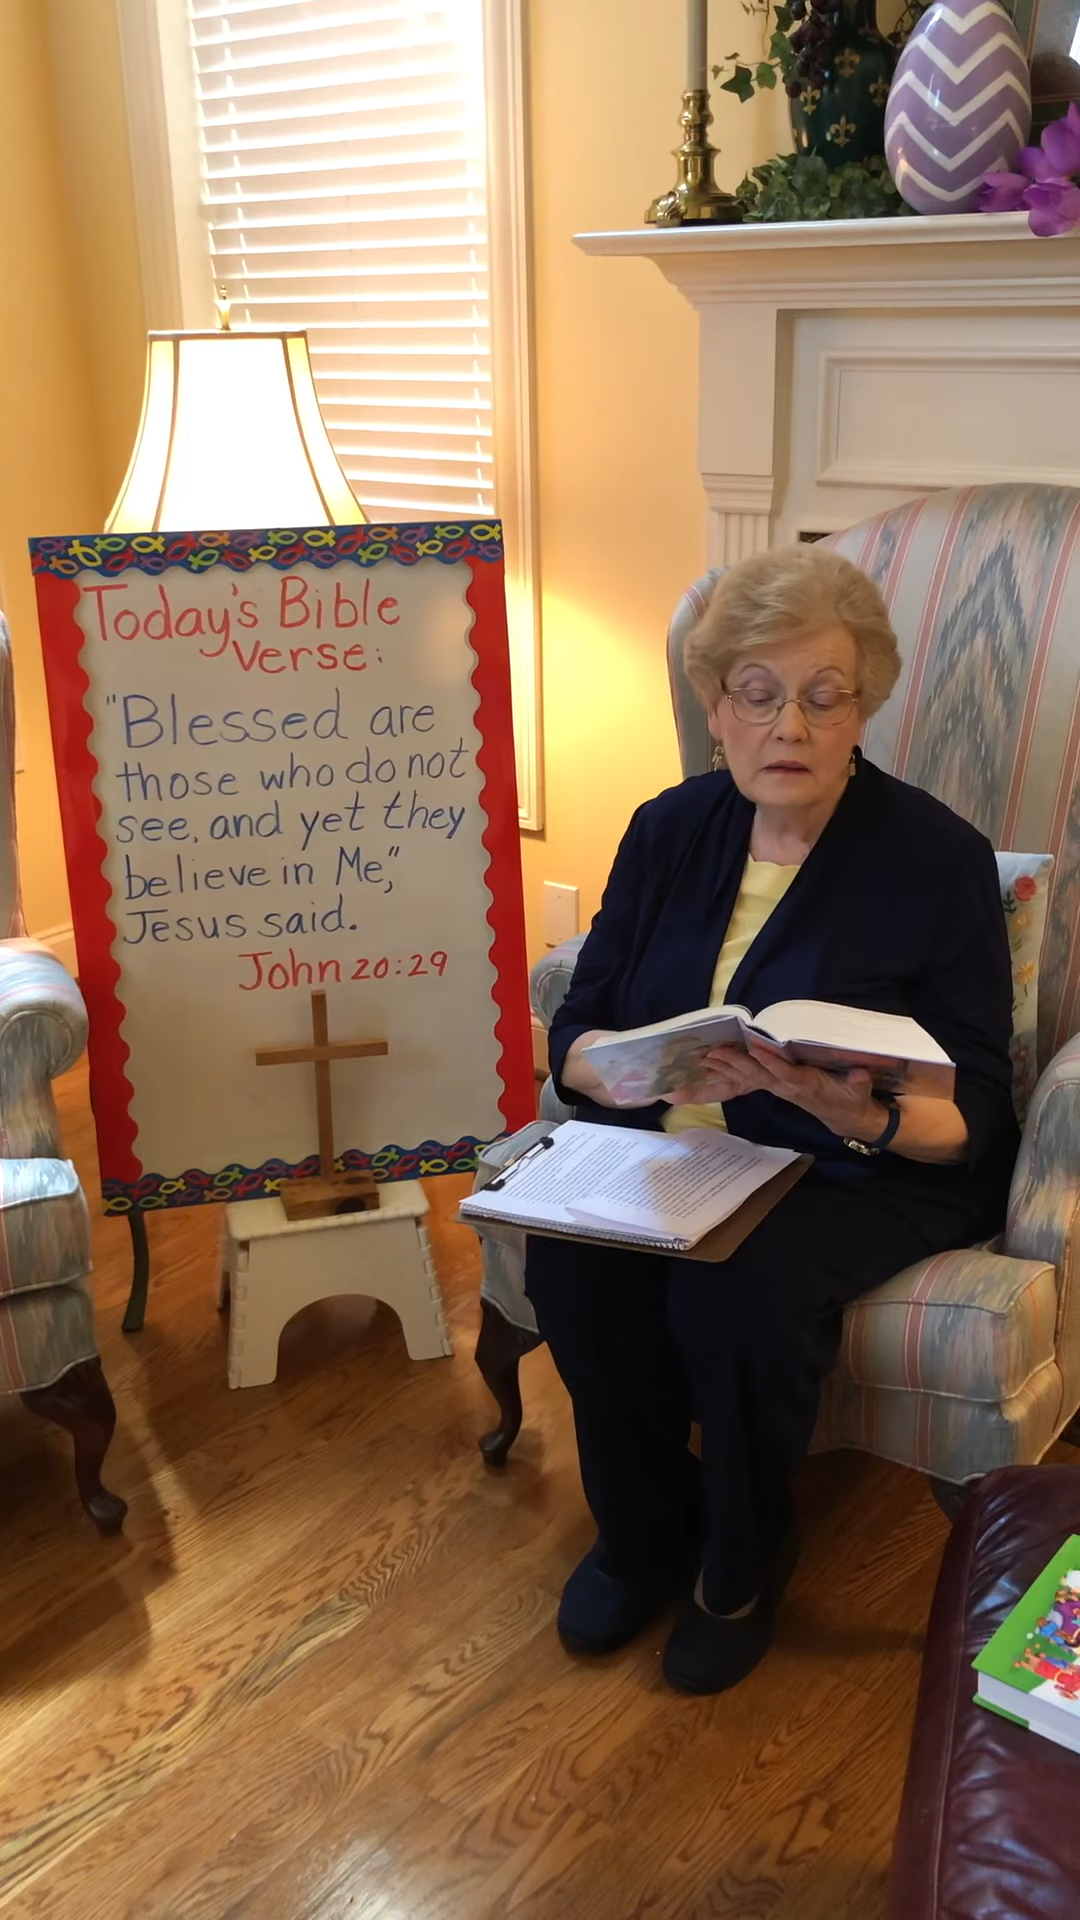 Today's Bible
Verse:
"Blessed are
those who do not
see, and yet they
believe in Me,"
Jesus said.
John 20:29